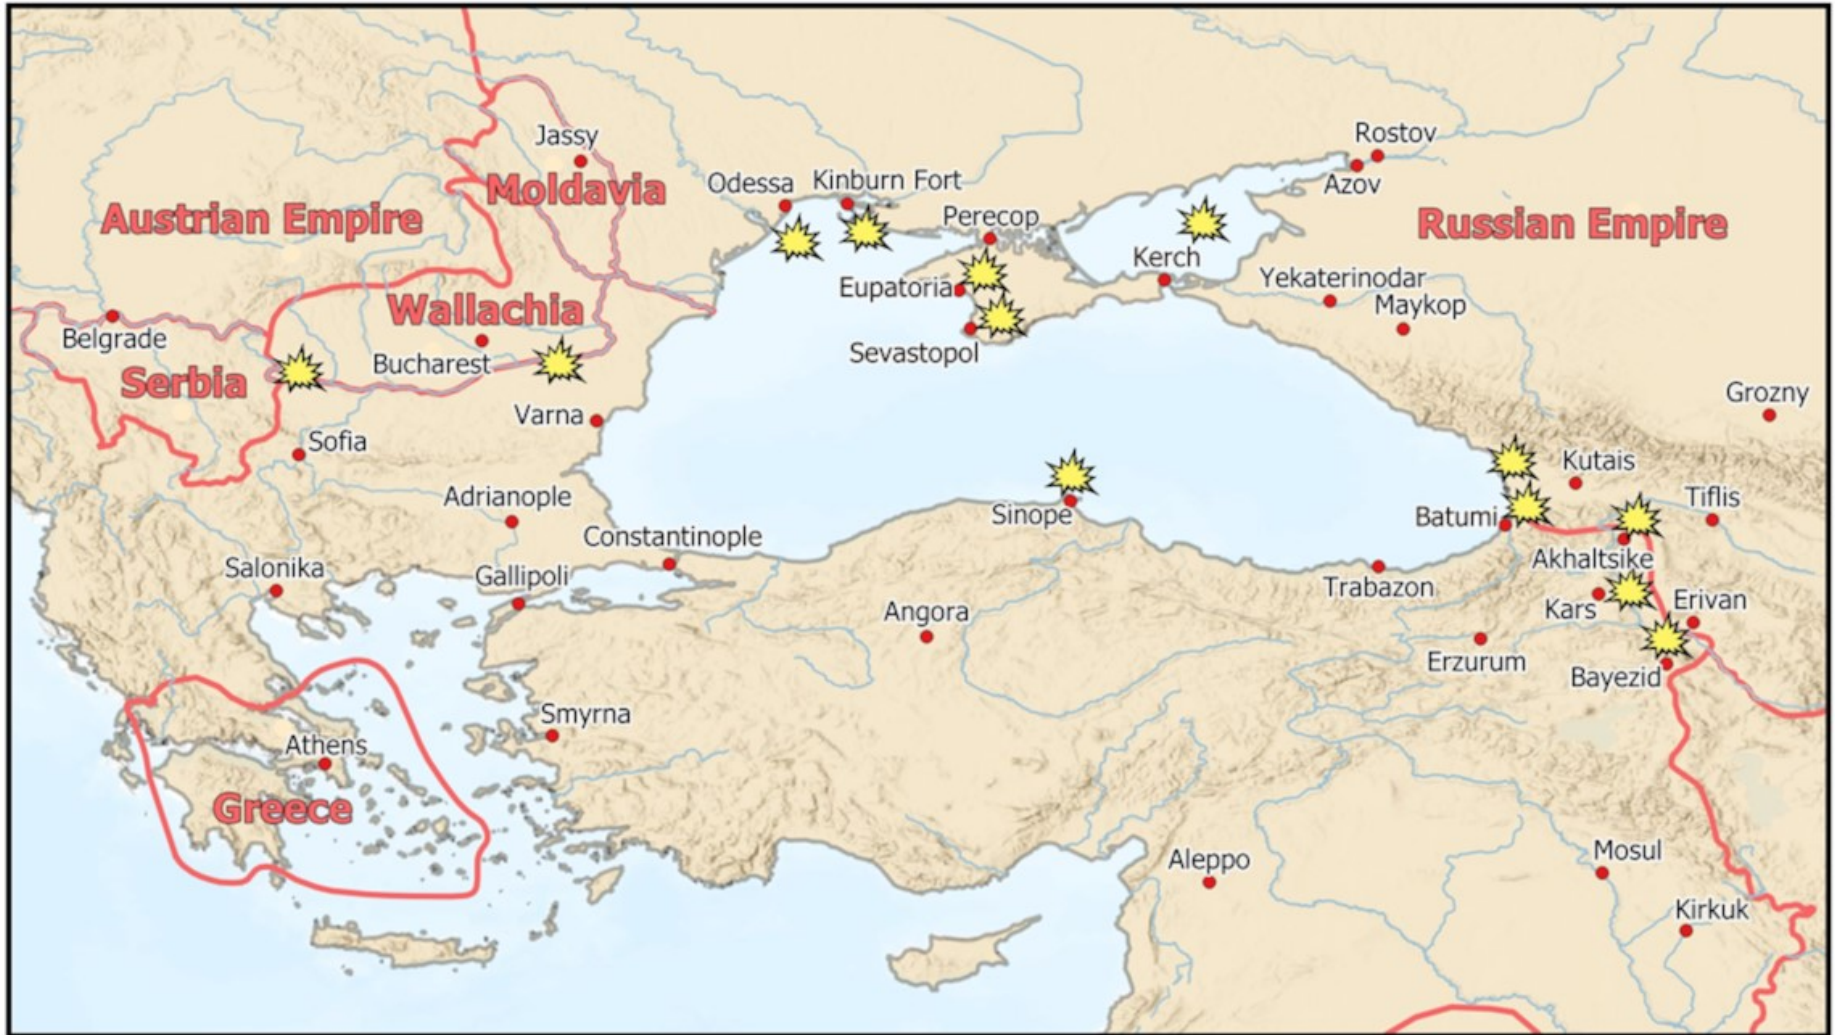 Rostov
Jassy
Odessa
Kinburn Fort
Azov
Moldavia
Austrian Empire
Perecop
Russian Empire
Kerch
Eupatoria
Yekaterinodar
Wallachia
Maykop
Belgrade
Bucharest
Sevastopol
Serbia
Grozny
Varna
Sofia
Kutais
Adrianople
Tiflis
Sinope
Batumi
Constantinople
Akhaltsike
Salonika
Gallipoli
Trabazon
Angora
Kars
Erivan
Erzurum
Bayezid
Smyrna
Athens
Greece
Mosul
Aleppo
Kirkuk